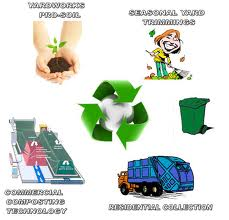 YARDWORKS
PRO-SOIL
SEASONAL YARD
TRIMMINGS
COMMERCIAL
COMPOSTING
TECHNOLOGY
RESIDENTIAL COLLECTION